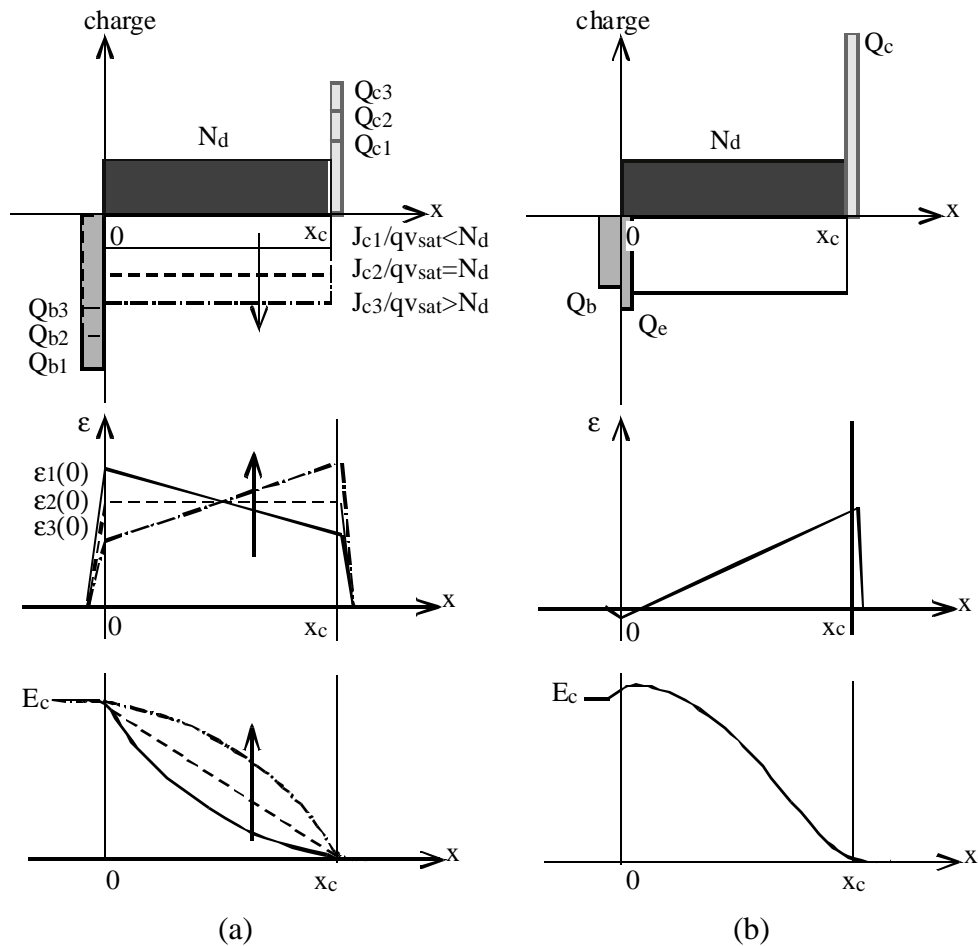 charge
Qc3
Qc2
Qc1
Nd
x
0
xc
Jc1/qvsat<Nd
Jc2/qvsat=Nd
Jc3/qvsat>Nd
Qb3
Qb2
Qb1
ε
ε1(0)
ε2(0)
ε3(0)
x
0
xc
Ec
x
0
xc
(a)
charge
Qc
Nd
x
0
xc
Qb
Qe
ε
x
0
xc
Ec
x
0
xc
(b)